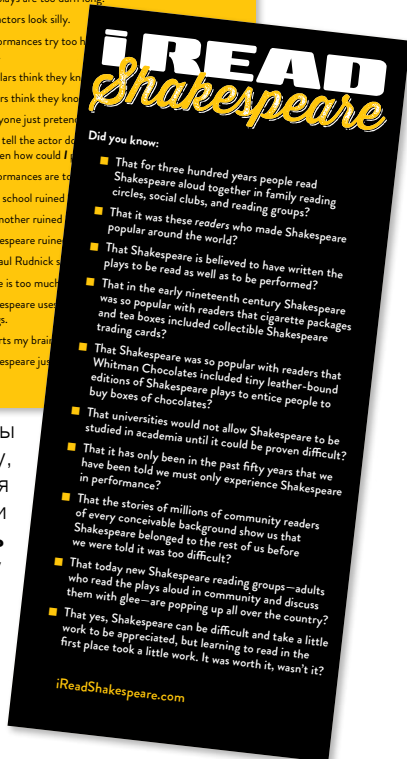 lays are too darn long.
actors look silly.
ormances try too h
lars think they kn
rs think they kno
yone just preten
tell the actor do
en how could I
ormances are to
school ruined
mother ruined
espeare ruine
aul Rudnick s
e is too much
espeare uses
gs.
rts my brain
espeare jus
iREAD
Shakespeare
Did you know:
■ That for three hundred years people read
Shakespeare aloud together in family reading
circles, social clubs, and reading groups?
■ That it was these readers who made Shakespeare
popular around the world?
■ That Shakespeare is believed to have written the
plays to be read as well as to be performed?
■ That in the early nineteenth century Shakespeare
was so popular with readers that cigarette packages
and tea boxes included collectible Shakespeare
trading cards?
■ That Shakespeare was so popular with readers that
Whitman Chocolates included tiny leather-bound
editions of Shakespeare plays to entice people to
buy boxes of chocolates?
■ That universities would not allow Shakespeare to be
studied in academia until it could be proven difficult?
■ That it has only been in the past fifty years that we
have been told we must only experience Shakespeare
in performance?
■ That the stories of millions of community readers
of every conceivable background show us that
Shakespeare belonged to the rest of us before
we were told it was too difficult?
■ That today new Shakespeare reading groups—adults
who read the plays aloud in community and discuss
them with glee—are popping up all over the country?
■ That yes, Shakespeare can be difficult and take a little
work to be appreciated, but learning to read in the
first place took a little work. It was worth it, wasn't it?
iReadShakespeare.com
ы
у,
я
и